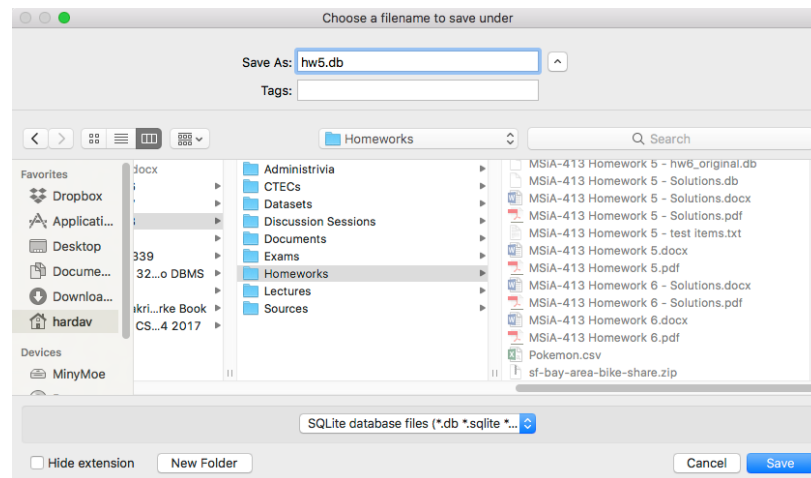 Choose a filename to save under
Save As: hw5.db
Tags:
Homeworks
Search
Favorites
Dropbox
Applicati...
Desktop
Docume...
Downloa...
hardav
Devices
MinyMoe
docx
339
32...o DBMS
akri...rke Book
CS...4 2017
Administrivia
CTECs
Datasets
Discussion Sessions
Documents
Exams
Homeworks
Lectures
Sources
MSiA-413 Homework 5 - hw6_original.db
MSiA-413 Homework 5 - Solutions.db
MSiA-413 Homework 5 - Solutions.docx
MSiA-413 Homework 5 - Solutions.pdf
MSiA-413 Homework 5 - test items.txt
MSiA-413 Homework 5.docx
MSiA-413 Homework 5.pdf
MSiA-413 Homework 6 - Solutions.docx
MSiA-413 Homework 6 - Solutions.pdf
MSiA-413 Homework 6.docx
MSiA-413 Homework 6.pdf
Pokemon.csv
sf-bay-area-bike-share.zip
SQLite database files (*.db *.sqlite *...
Hide extension
New Folder
Cancel
Save